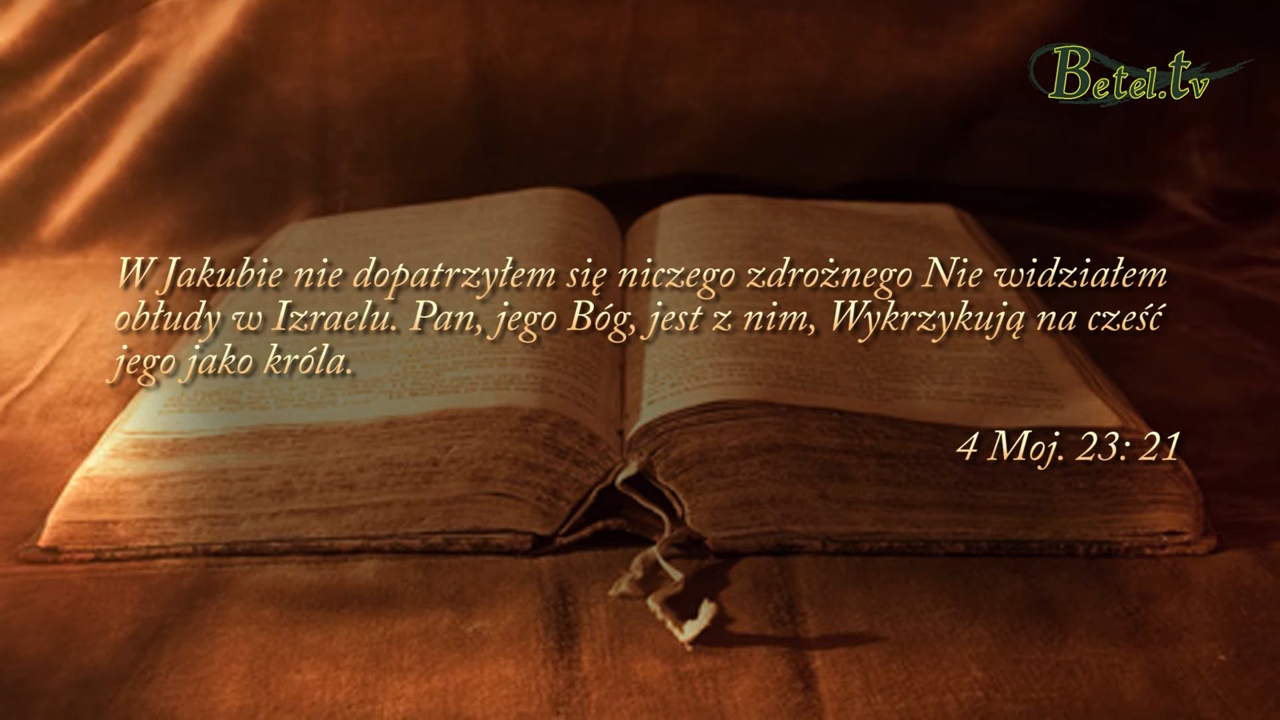 Betel.tv
W Jakubie nie dopatrzyłem się niczego zdrożnego Nie widziałem
obłudy w Izraelu. Pan, jego Bóg, jest z nim, Wykrzykują na cześć
jego jako króla.
4 Moj. 23: 21